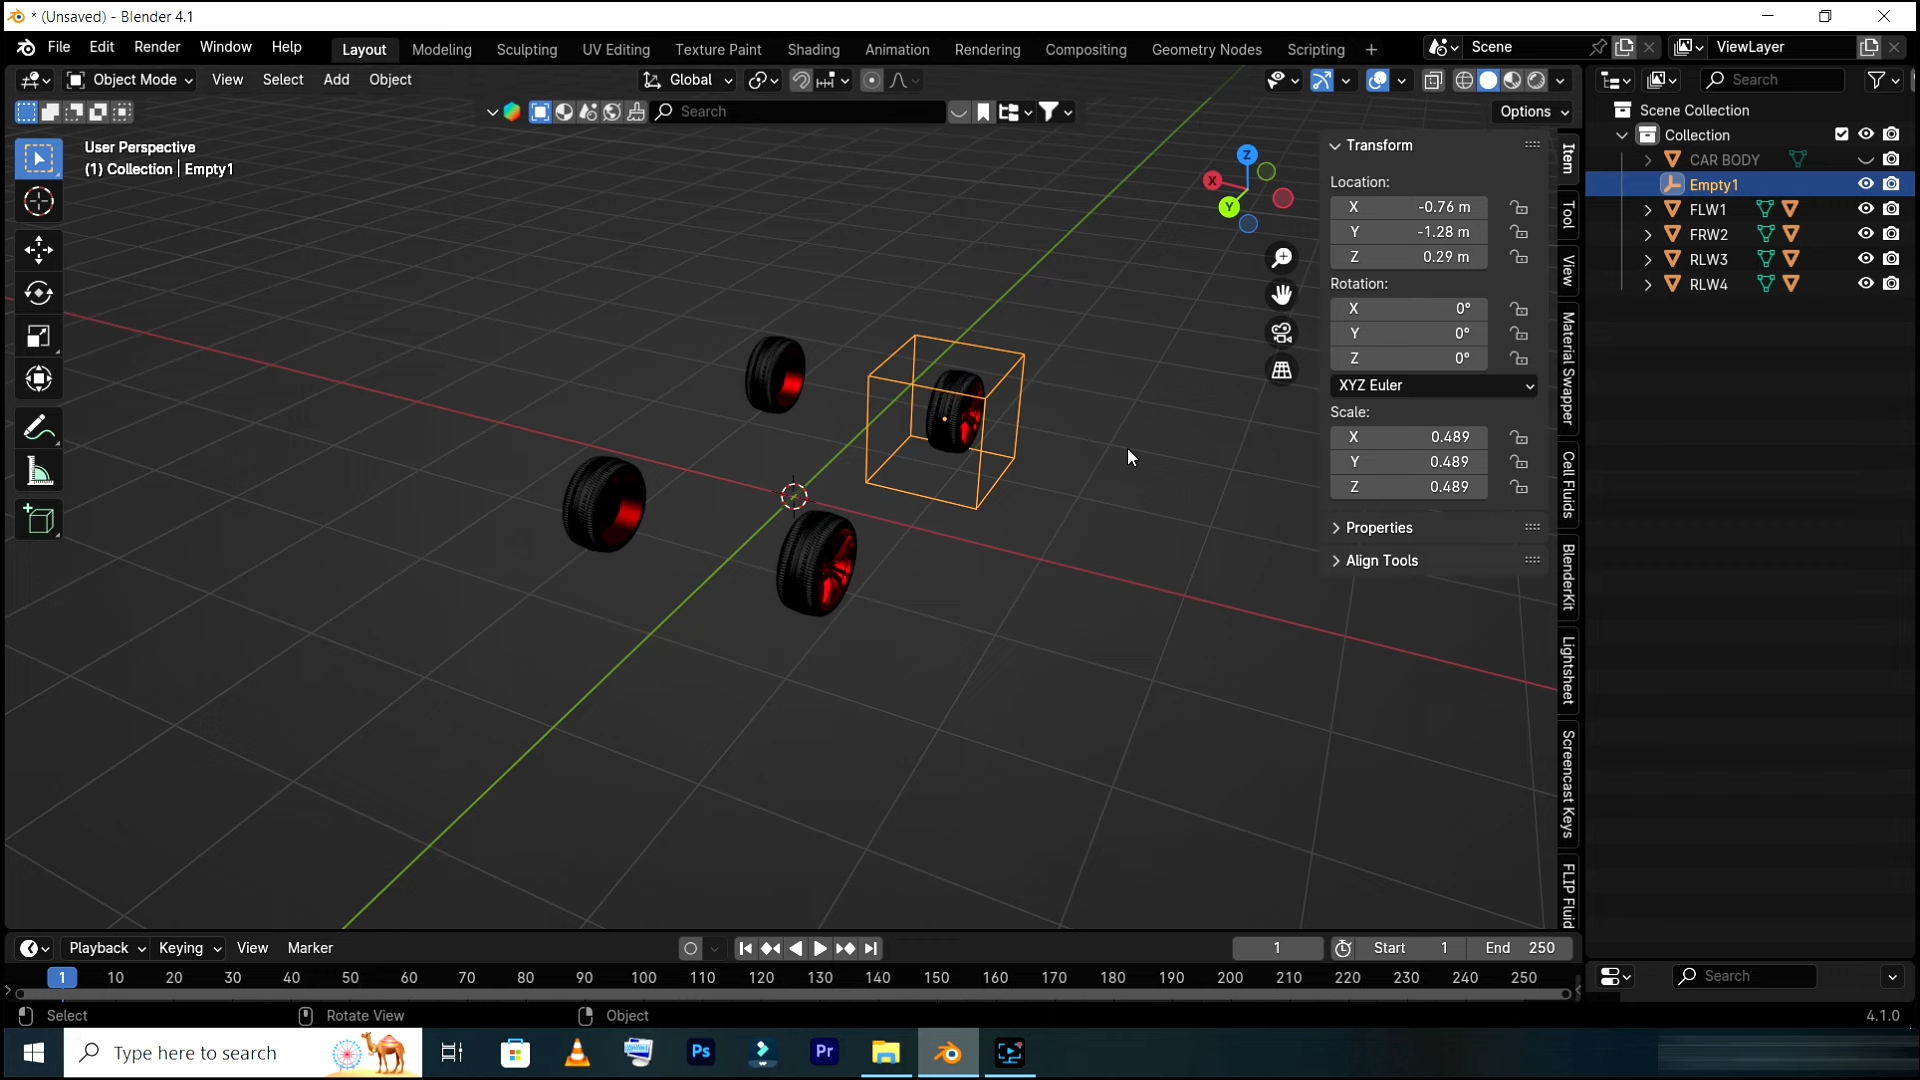 * (Unsaved) - Blender 4.1
File Edit Render Window Help Layout Modeling Sculpting UV Editing Texture Paint Shading Animation Rendering Compositing Geometry Nodes Scripting + Scene ViewLayer
Object Mode View Select Add Object Global Search
Search Options
User Perspective
(1) Collection | Empty1
Z
X
Y
Transform
Location:
X -0.76 m
Y -1.28 m
Z 0.29 m
Rotation:
X 0°
Y 0°
Z 0°
XYZ Euler
Scale:
X 0.489
Y 0.489
Z 0.489
Properties
Align Tools
Item
Tool
View
Material Swapper
Cell Fluids
BlenderKit
Lightsheet
Screencast Keys
FLIP Fluid
Scene Collection
Collection
CAR BODY
Empty1
FLW1
FRW2
RLW3
RLW4
Playback Keying View Marker 1 Start 1 End 250
1 10 20 30 40 50 60 70 80 90 100 110 120 130 140 150 160 170 180 190 200 210 220 230 240 250
Search
Select Rotate View Object 4.1.0
Type here to search Ps Pr